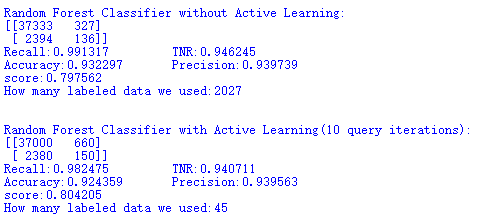 Random Forest Classifier without Active Learning:
[[37333   327]
 [ 2394   136]]
Recall:0.991317      TNR:0.946245
Accuracy:0.932297      Precision:0.939739
score:0.797562
How many labeled data we used:2027
Random Forest Classifier with Active Learning(10 query iterations):
[[37000   660]
 [ 2380   150]]
Recall:0.982475      TNR:0.940711
Accuracy:0.924359      Precision:0.939563
score:0.804205
How many labeled data we used:45